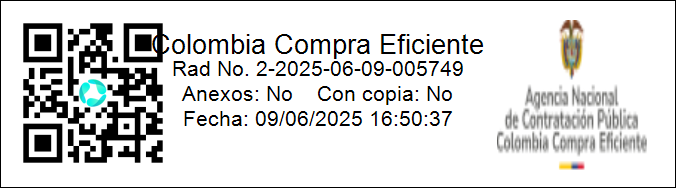 Colombia Compra Eficiente
Rad No. 2-2025-06-09-005749
Anexos: No Con copia: No
Fecha: 09/06/2025 16:50:37
Agencia Nacional
de Contratación Pública
Colombia Compra Eficiente